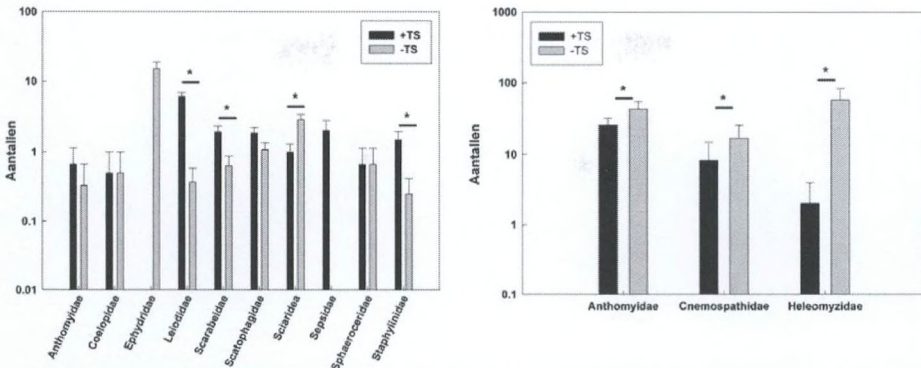 100
10
1
0.1
0.01
Aantallen
+TS
-TS
*
*
*
*
Anthomyidae
Coelopidae
Ephydridae
Leiodidae
Scarabeidae
Scatophagidae
Sciaridea
Sepsidae
Sphaeroceridae
Staphylinidae
1000
100
10
1
0.1
Aantallen
+TS
-TS
*
*
*
Anthomyidae
Cnemospathidae
Heleomyzidae